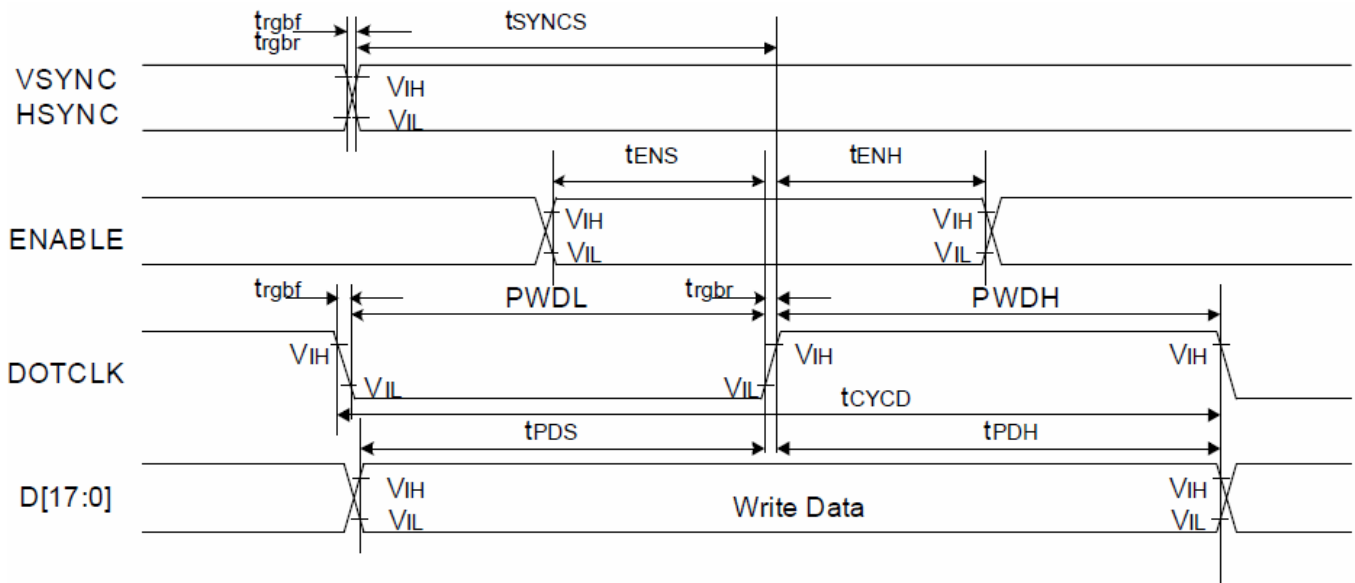 trgbf
trgbr
tSYNCS
VSYNC
HSYNC
VIH
VIL
tENS
tENH
ENABLE
VIH
VIL
VIH
VIL
trgbf
PWDL
trgbr
PWDH
DOTCLK
VIH
VIL
VIL
VIH
VIH
tCYCD
tPDS
tPDH
D[17:0]
VIH
VIL
Write Data
VIH
VIL